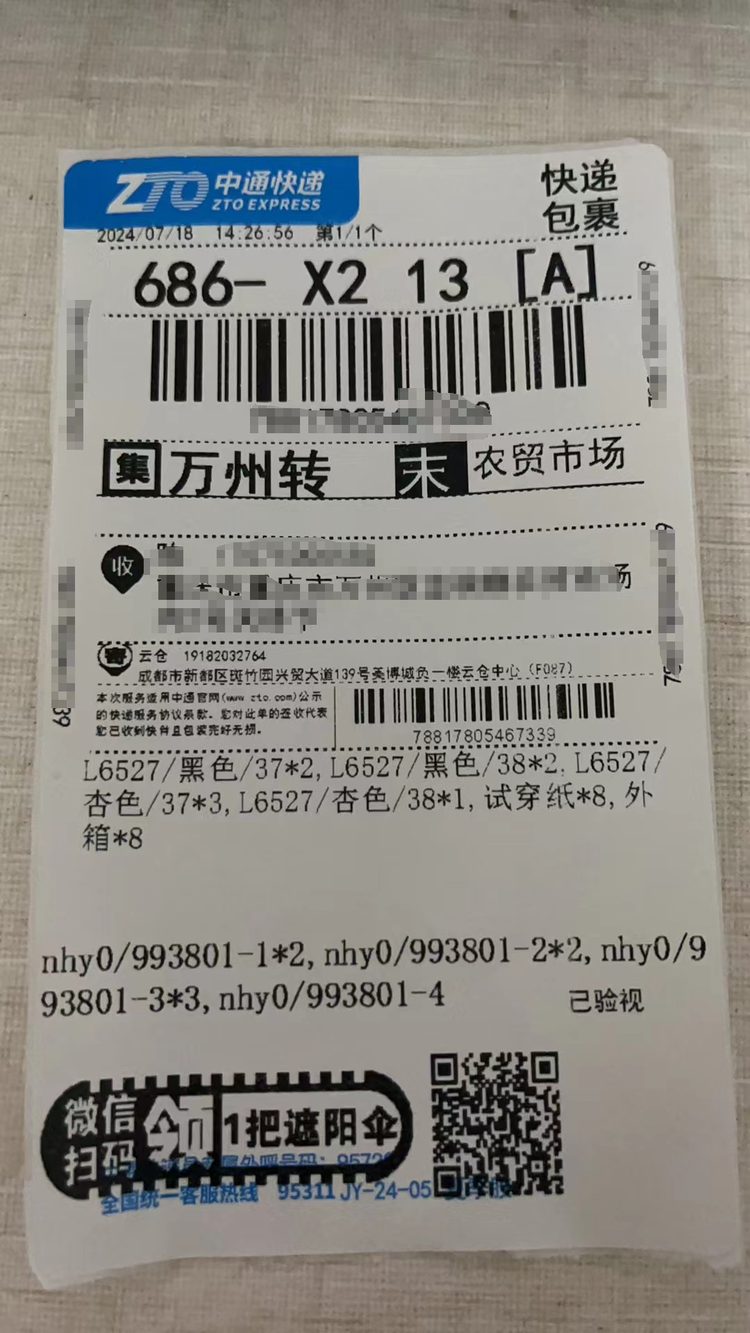 ZTO 中通快递
ZTO EXPRESS
快递
包裹
2024/07/18 14:26:56 第1/1个
686- X2 13 [A]
集 万州转 末 农贸市场
收
场
寄 云仓 19182032764
成都市新都区斑竹园兴贸大道139号美博城负一楼云仓中心 (F087)
本次服务适用中通官网(www.zto.com)公示
的快递服务协议条款。您对此单的签收代表
您已收到快件且包装完好无损。
78817805467339
L6527/黑色/37*2, L6527/黑色/38*2, L6527/
杏色/37*3, L6527/杏色/38*1, 试穿纸*8, 外
箱*8
nhy0/993801-1*2, nhy0/993801-2*2, nhy0/9
93801-3*3, nhy0/993801-4
已验视
微信
扫码
领 1把遮阳伞
全国统一客服热线 95311 JY-24-05